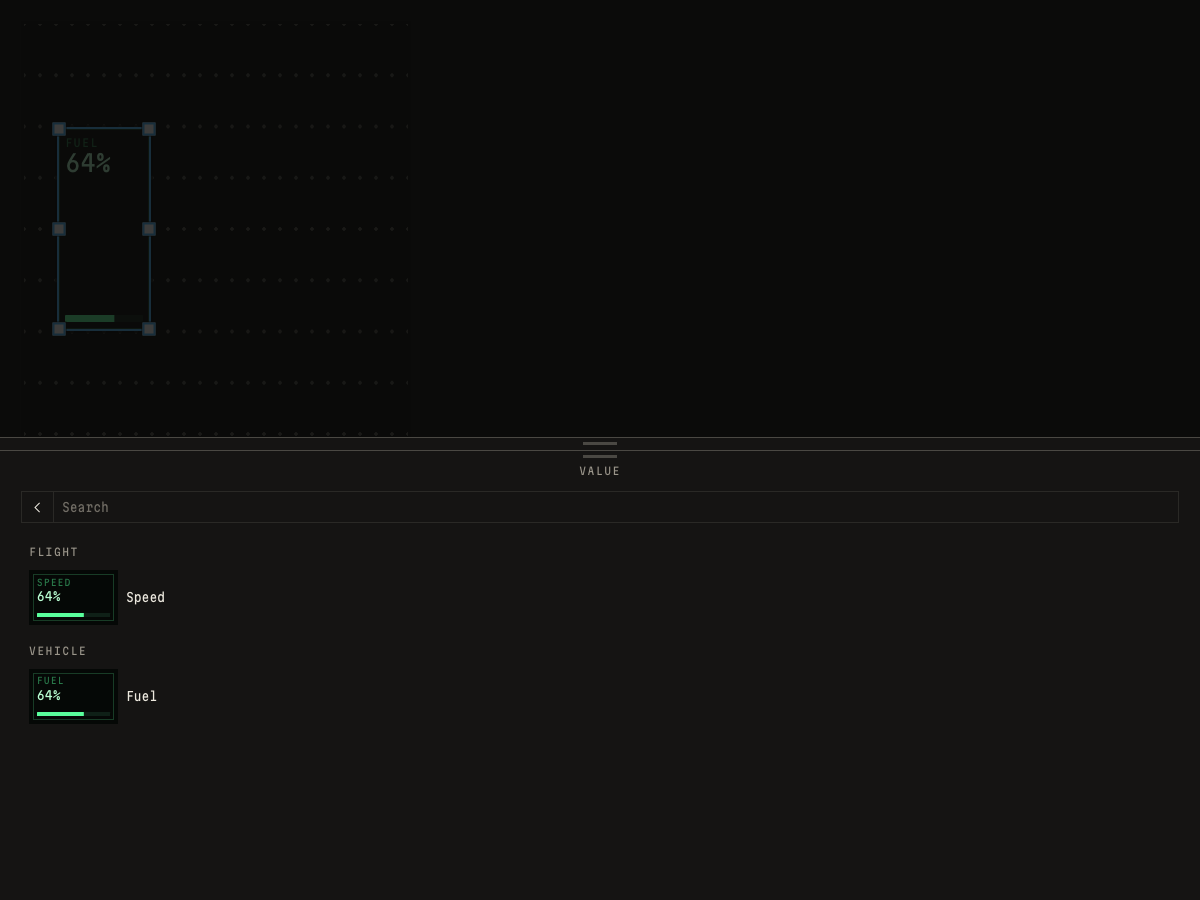 FUEL
64%
VALUE
Search
FLIGHT
SPEED
64%
Speed
VEHICLE
FUEL
64%
Fuel